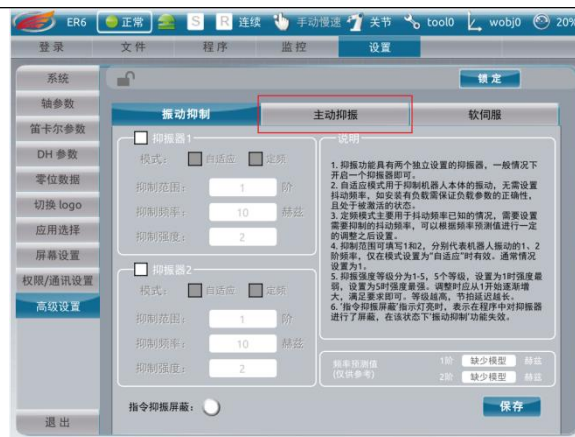 ER6 正常 S R 连续 手动慢速 关节 tool0 wobj0 20%
登录 文件 程序 监控 设置
系统
轴参数
笛卡尔参数
DH 参数
零位数据
切换 logo
应用选择
屏幕设置
权限/通讯设置
高级设置
退出
锁定
振动抑制 主动抑振 软伺服
抑振器1
模式： 自适应 定频
抑制范围： 1 阶
抑制频率： 10 赫兹
抑制强度： 2
抑振器2
模式： 自适应 定频
抑制范围： 1 阶
抑制频率： 10 赫兹
抑制强度： 2
指令抑振屏蔽：
说明
1. 抑振功能具有两个独立设置的抑振器，一般情况下
开启一个抑振器即可。
2. 自适应模式用于抑制机器人本体的振动，无需设置
抖动频率，如安装有负载需保证负载参数的正确性，
且处于被激活的状态。
3. 定频模式主要用于抖动频率已知的情况，需要设置
需要抑制的抖动频率，可以根据频率预测值进行一定
的调整之后设置。
4. 抑制范围可填写1和2，分别代表机器人振动的1、2
阶频率，仅在模式设置为"自适应"时有效。通常情况
设置为1。
5. 抑振强度等级分为1-5，5个等级，设置为1时强度最
弱，设置为5时强度最强。调整时应从1开始逐渐增
大，满足要求即可。等级越高，节拍延迟越长。
6. '指令抑振屏蔽'指示灯亮时，表示在程序中对抑振器
进行了屏蔽，在该状态下'振动抑制'功能失效。
频率预测值
(仅供参考)
1阶 缺少模型 赫兹
2阶 缺少模型 赫兹
保存